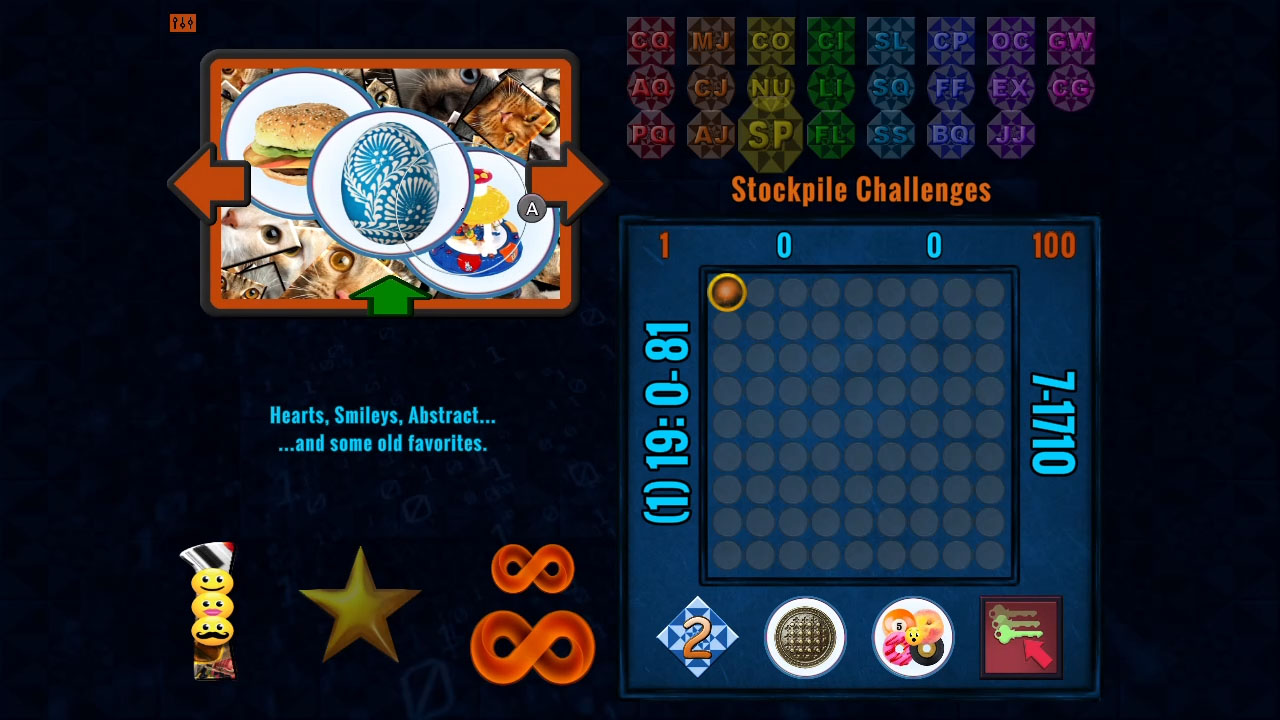 CQ MJ CO CI SL CP OC GW
AQ CJ NU LI SQ FF EX CG
PQ AJ SP FL SS BQ JJ
Stockpile Challenges
A
1 0 0 100
(1) 19: 0- 81
7-1710
Hearts, Smileys, Abstract...
...and some old favorites.
2
5